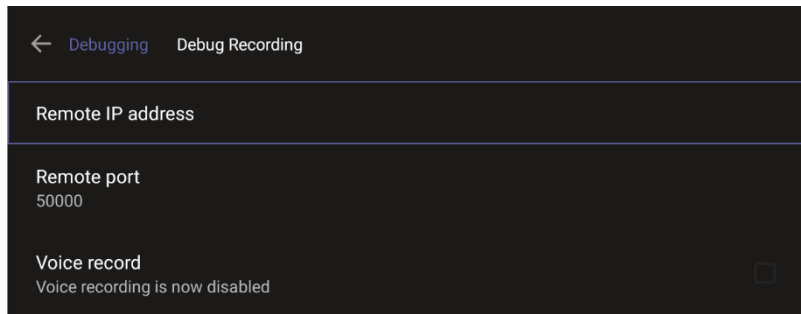 Debugging Debug Recording
Remote IP address
Remote port
50000
Voice record
Voice recording is now disabled